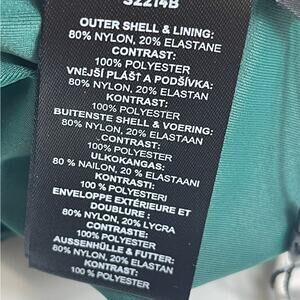 32214B
OUTER SHELL & LINING:
80% NYLON, 20% ELASTANE
CONTRAST:
100% POLYESTER
VNĚJŠÍ PLÁŠŤ A PODŠÍVKA:
80% NYLON, 20% ELASTAN
KONTRAST:
100% POLYESTER
BUITENSTE SHELL & VOERING:
80% NYLON, 20% ELASTAAN
CONTRAST:
100% POLYESTER
ULKOKANGAS:
80 % NAILON, 20 % ELASTAANI
KONTRASTI:
100 % POLYESTERI
ENVELOPPE EXTÉRIEURE ET
DOUBLURE :
80% NYLON, 20% LYCRA
CONTRASTE:
100% POLYESTER
AUSSENHÜLLE & FUTTER:
80 % NYLON, 20 % ELASTAN
KONTRAST:
100 % POLYESTER